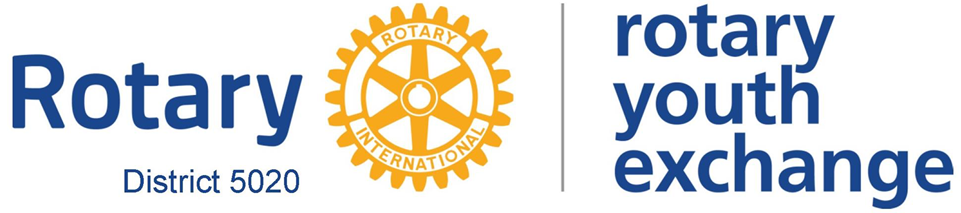 Rotary
District 5020
ROTARY
INTERNATIONAL
rotary
youth
exchange